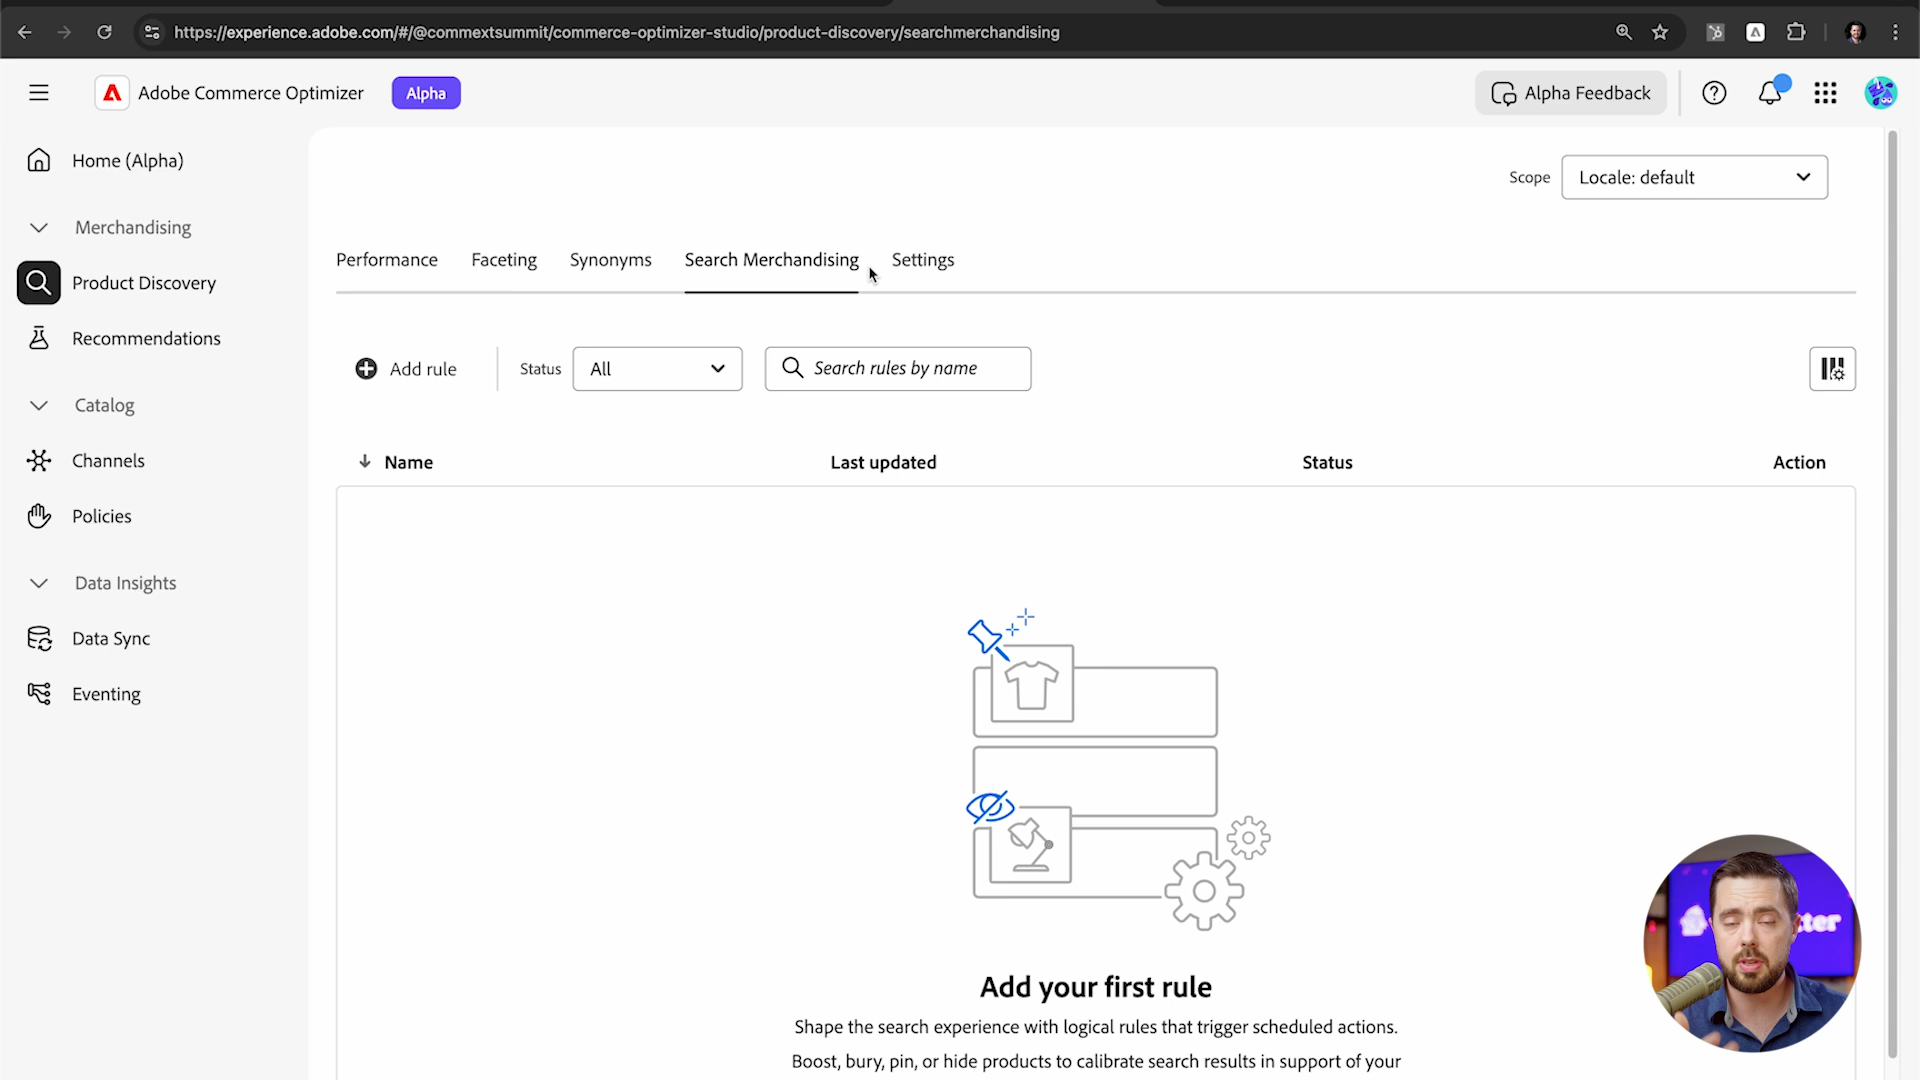 https://experience.adobe.com/#/@commextsummit/commerce-optimizer-studio/product-discovery/searchmerchandising
Adobe Commerce Optimizer
Alpha
Alpha Feedback
Home (Alpha)
Merchandising
Product Discovery
Recommendations
Catalog
Channels
Policies
Data Insights
Data Sync
Eventing
Scope
Locale: default
Performance
Faceting
Synonyms
Search Merchandising
Settings
Add rule
Status
All
Search rules by name
Name
Last updated
Status
Action
Add your first rule
Shape the search experience with logical rules that trigger scheduled actions.
Boost, bury, pin, or hide products to calibrate search results in support of your